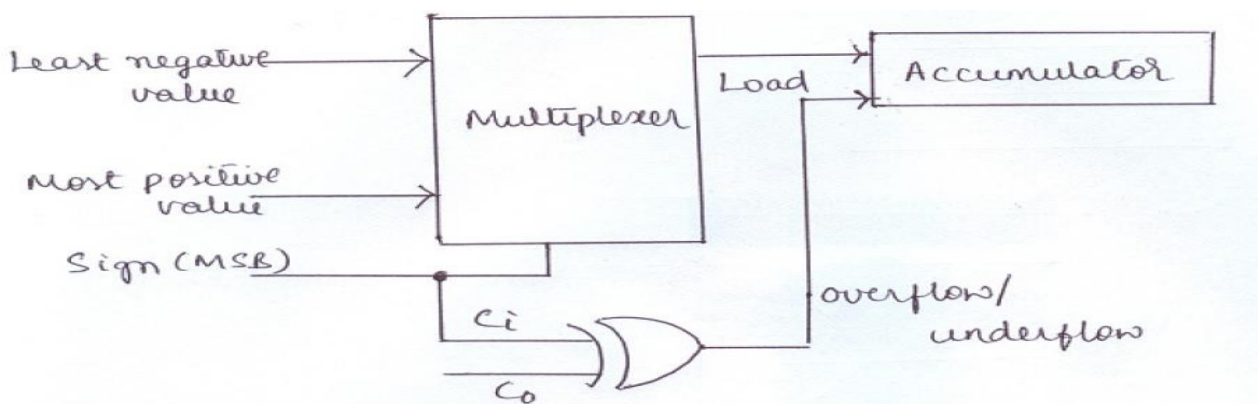 Least negative
value
Multiplexer
Load
Accumulator
Most positive
value
Sign (MSB)
Ci
Co
overflow/
underflow